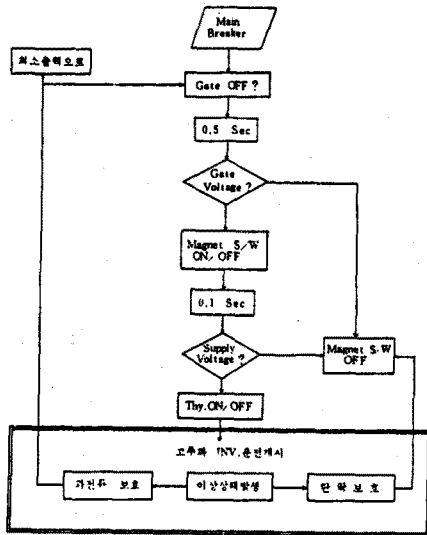 Main
Breaker
최소출력으로
Gate OFF ?
0.5 Sec
Gate
Voltage ?
Magnet S/W
ON/OFF
0.1 Sec
Supply
Voltage ?
Magnet S·W
OFF
Thy. ON/OFF
고주파 INV. 운전개시
과전류 보호
이상상태발생
단락보호